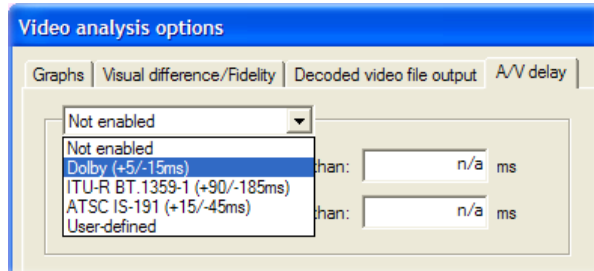 Video analysis options
Graphs Visual difference/Fidelity Decoded video file output A/V delay
Not enabled
Not enabled
Dolby (+5/-15ms)
than: n/a ms
ITU-R BT.1359-1 (+90/-185ms)
ATSC IS-191 (+15/-45ms)
than: n/a ms
User-defined